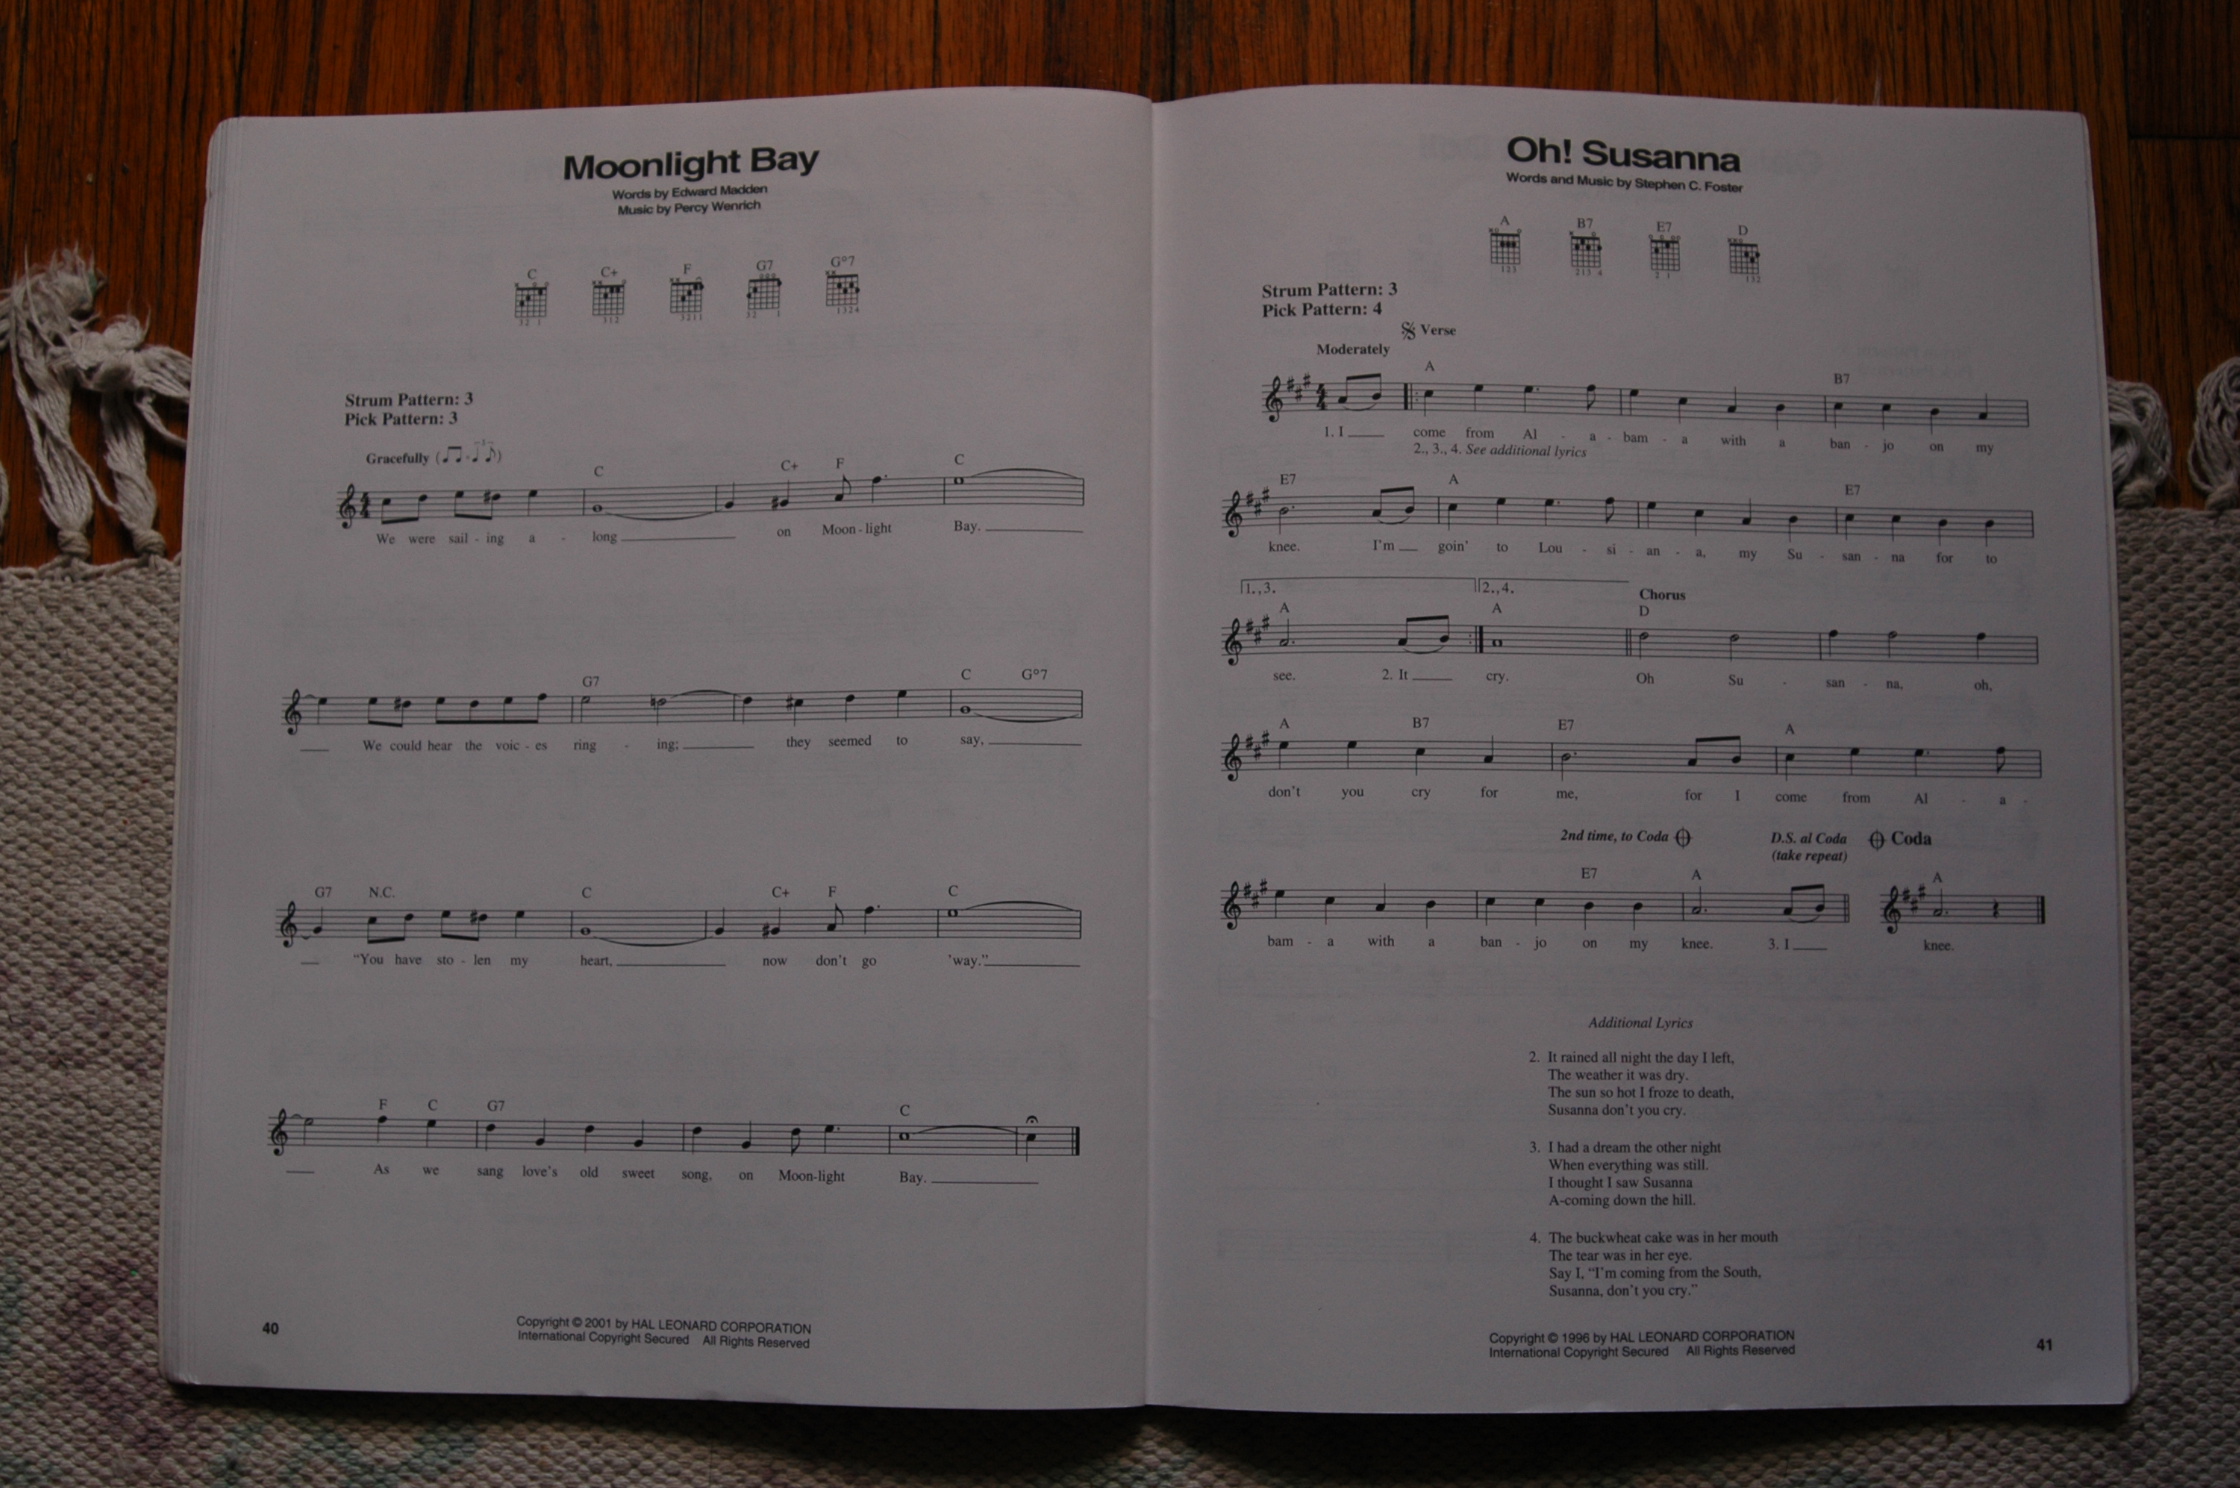 Moonlight Bay
Words by Edward Madden
Music by Percy Wenrich
C C+ F G7 G°7
32 1 312 3211 32 1 1324
Strum Pattern: 3
Pick Pattern: 3
Gracefully
C C+ F C
We were sail - ing a - long on Moon - light Bay.
G7 C G°7
We could hear the voic - es ring - ing; they seemed to say,
G7 N.C. C C+ F C
"You have sto - len my heart, now don't go 'way."
F C G7 C
As we sang love's old sweet song, on Moon-light Bay.
40
Copyright © 2001 by HAL LEONARD CORPORATION
International Copyright Secured All Rights Reserved
Oh! Susanna
Words and Music by Stephen C. Foster
A B7 E7 D
123 213 4 2 1 132
Strum Pattern: 3
Pick Pattern: 4
Verse
Moderately
A B7
1. I come from Al - a - bam - a with a ban - jo on my
2., 3., 4. See additional lyrics
E7 A E7
knee. I'm goin' to Lou - si - an - a, my Su - san - na for to
1.,3. 2.,4.
Chorus
A A D
see. 2. It cry. Oh Su - san - na, oh,
A B7 E7 A
don't you cry for me, for I come from Al - a -
2nd time, to Coda D.S. al Coda Coda
(take repeat)
E7 A A
bam - a with a ban - jo on my knee. 3. I knee.
Additional Lyrics
2. It rained all night the day I left,
The weather it was dry.
The sun so hot I froze to death,
Susanna don't you cry.
3. I had a dream the other night
When everything was still.
I thought I saw Susanna
A-coming down the hill.
4. The buckwheat cake was in her mouth
The tear was in her eye.
Say I, "I'm coming from the South,
Susanna, don't you cry."
Copyright © 1996 by HAL LEONARD CORPORATION
International Copyright Secured All Rights Reserved
41